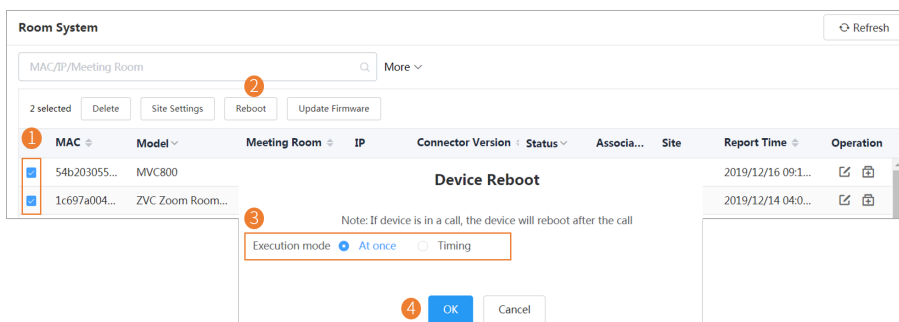 Room System
Refresh
MAC/IP/Meeting Room
More
2
2 selected Delete Site Settings Reboot Update Firmware
1
MAC Model Meeting Room IP Connector Version Status Associa... Site Report Time Operation
54b203055... MVC800 2019/12/16 09:1...
1c697a004... ZVC Zoom Room... 2019/12/14 04:0...
Device Reboot
Note: If device is in a call, the device will reboot after the call
3
Execution mode At once Timing
4
OK Cancel